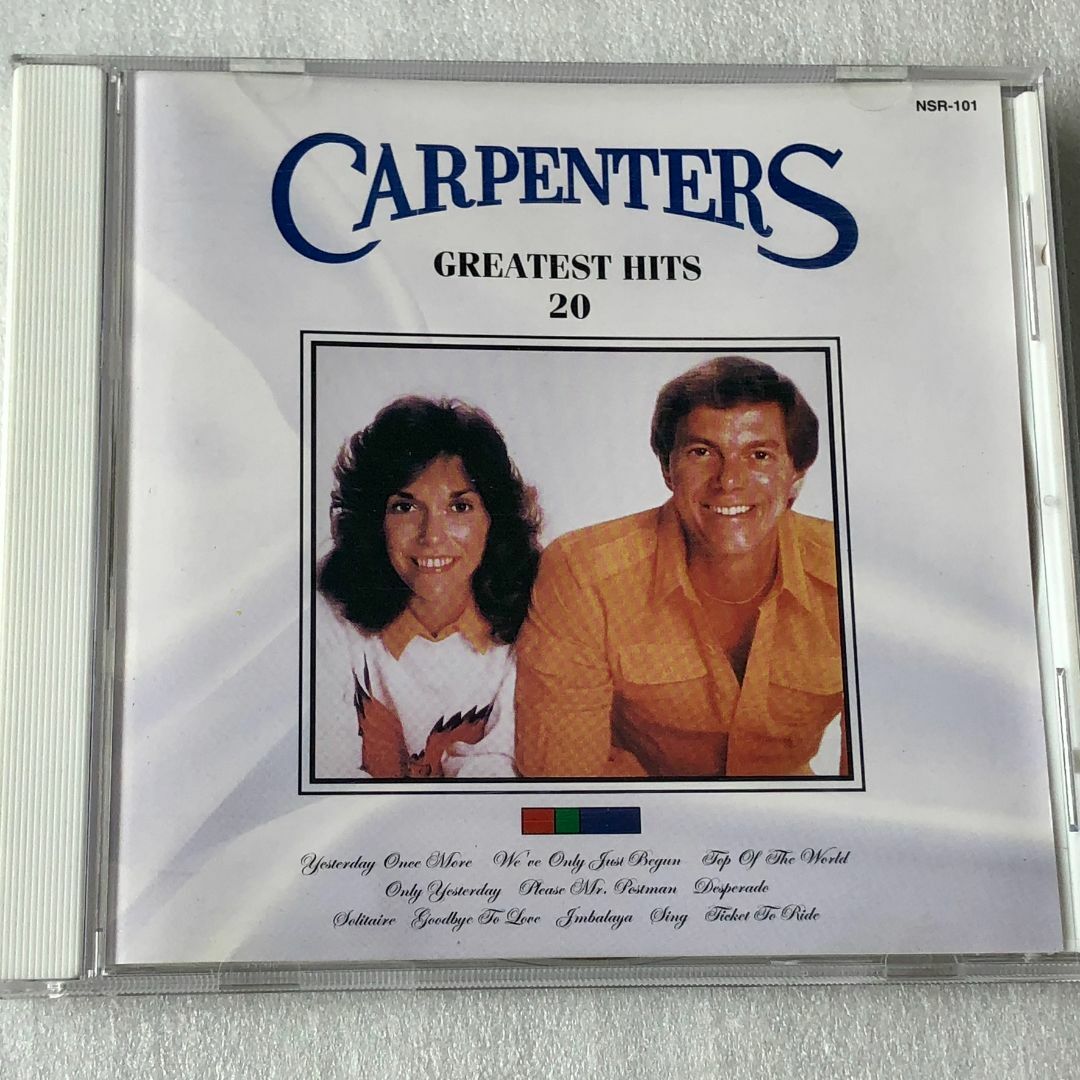 NSR-101
CARPENTERS
GREATEST HITS
20
Yesterday Once More We've Only Just Begun Top Of The World
Only Yesterday Please Mr. Postman Desperado
Solitaire Goodbye To Love Jmbalaya Sing Ticket To Ride